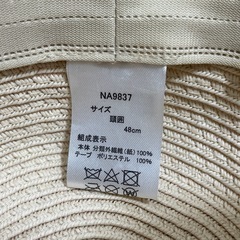 NA9837
サイズ
頭囲
48cm
組成表示
本体 分類外繊維(紙)100%
テープ ポリエステル 100%